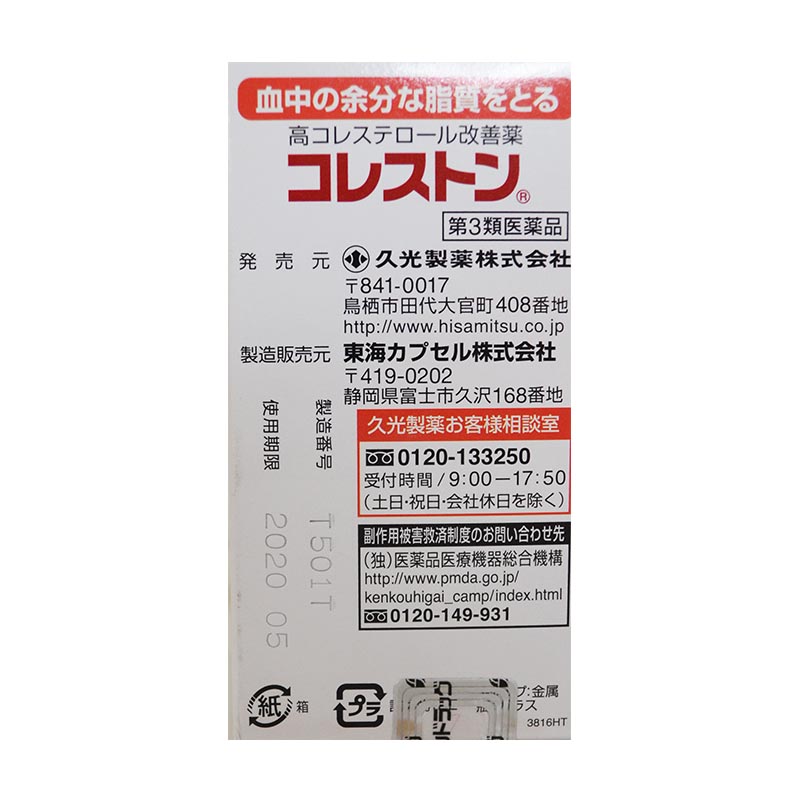 血中の余分な脂質をとる
高コレステロール改善薬
コレストン®
第3類医薬品
発売元 久光製薬株式会社
〒841-0017
鳥栖市田代大官町408番地
http://www.hisamitsu.co.jp
製造販売元 東海カプセル株式会社
〒419-0202
静岡県富士市久沢168番地
久光製薬お客様相談室
0120-133250
受付時間/9:00-17:50
(土日・祝日・会社休日を除く)
副作用被害救済制度のお問い合わせ先
(独)医薬品医療機器総合機構
http://www.pmda.go.jp/
kenkouhigai_camp/index.html
0120-149-931
製造番号 T501T
使用期限 2020 05
紙 箱
プラ
プ:金属
ラス
3816HT